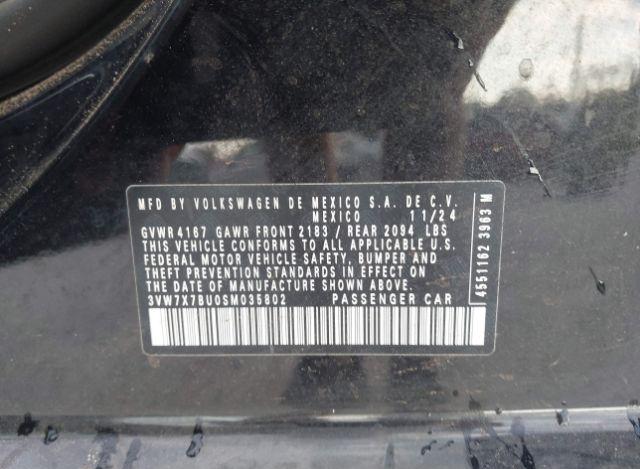 MFD BY VOLKSWAGEN DE MEXICO S.A. DE C.V.
MEXICO 11/24
GVWR 4167 GAWR FRONT 2183 / REAR 2094 LBS
THIS VEHICLE CONFORMS TO ALL APPLICABLE U.S.
FEDERAL MOTOR VEHICLE SAFETY, BUMPER AND
THEFT PREVENTION STANDARDS IN EFFECT ON
THE DATE OF MANUFACTURE SHOWN ABOVE
3VW7X7BU0SM035802 PASSENGER CAR
4551162 3963 M